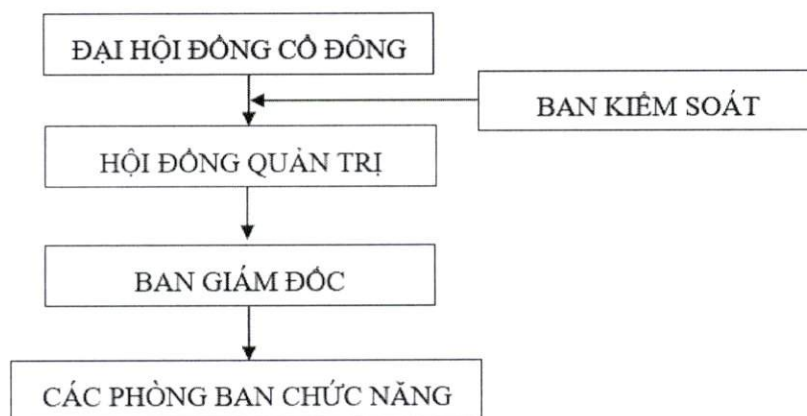 ĐẠI HỘI ĐỒNG CỔ ĐÔNG
BAN KIỂM SOÁT
HỘI ĐỒNG QUẢN TRỊ
BAN GIÁM ĐỐC
CÁC PHÒNG BAN CHỨC NĂNG